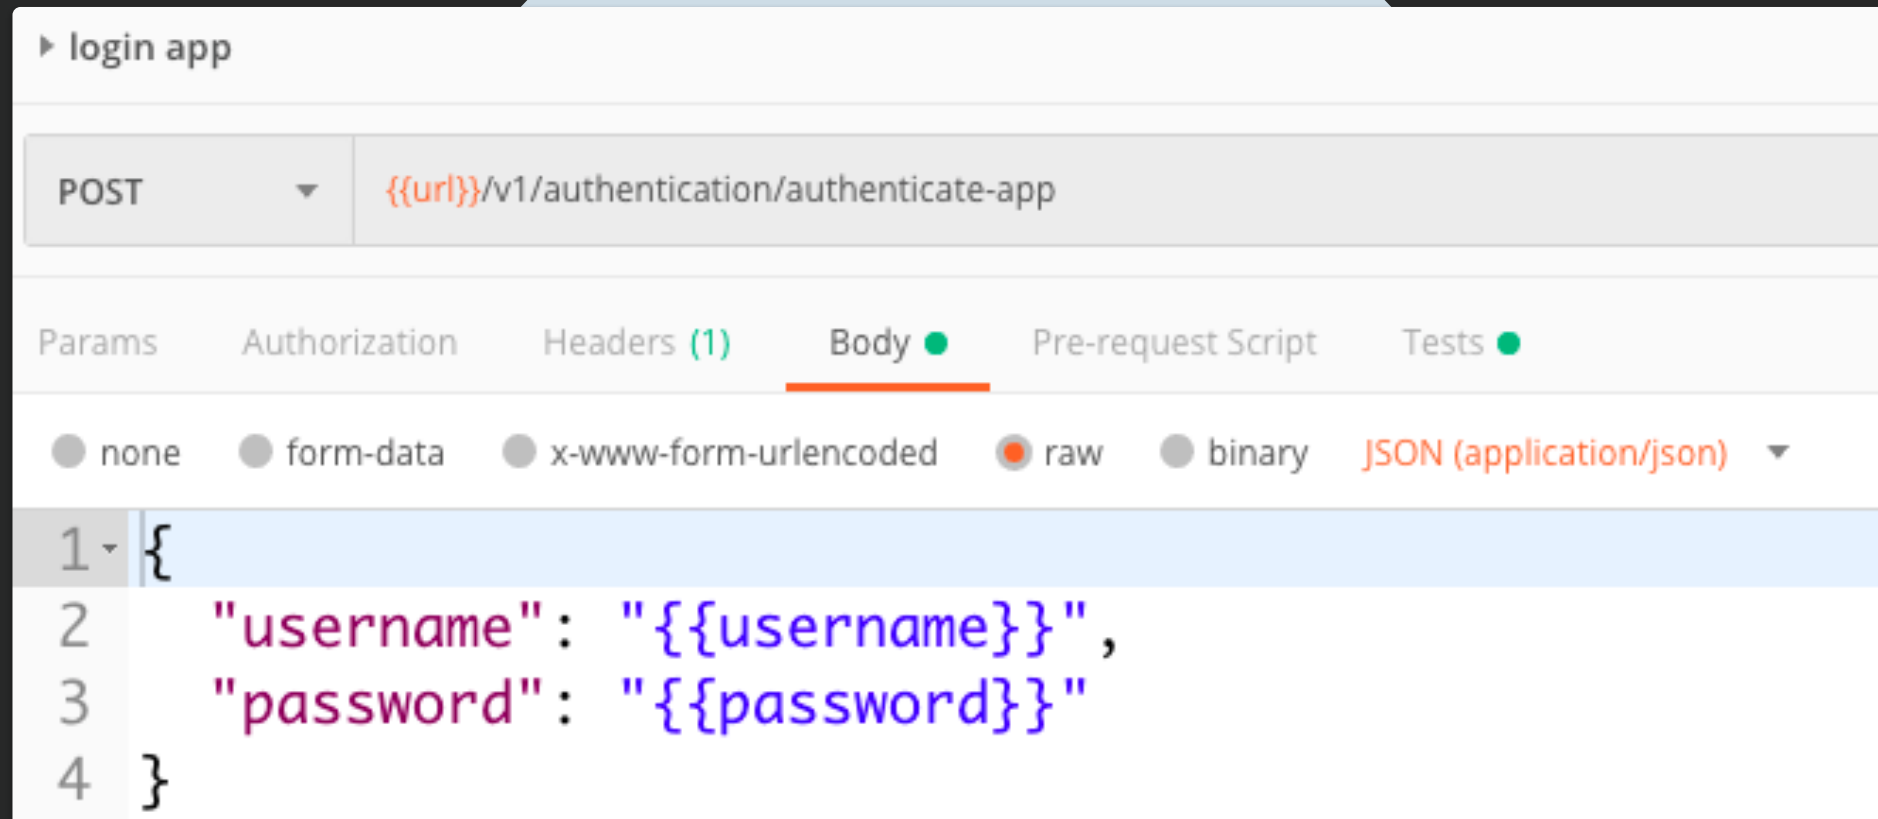 login app
POST {{url}}/v1/authentication/authenticate-app
Params Authorization Headers (1) Body Pre-request Script Tests
none form-data x-www-form-urlencoded raw binary JSON (application/json)
1 {
2 "username": "{{username}}",
3 "password": "{{password}}"
4 }